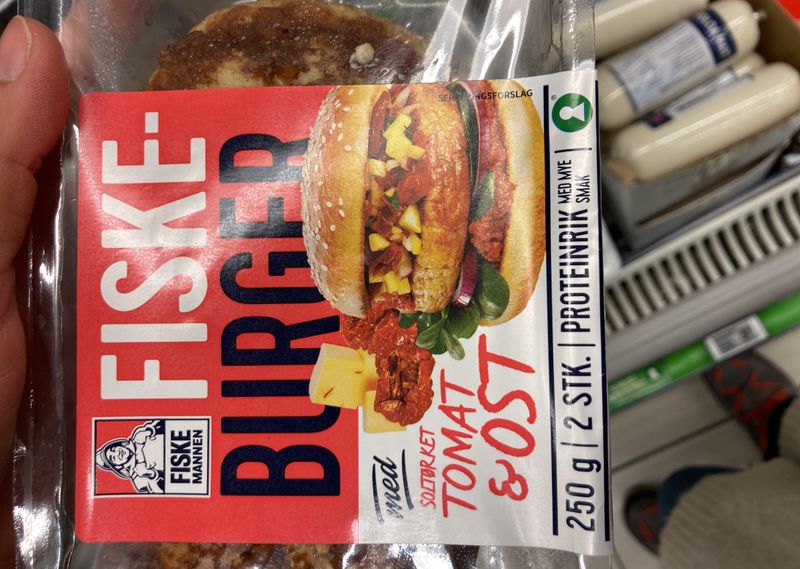 FISKE-
BURGER
FISKE
MANNEN
med
SOLTØRKET
TOMAT
& OST
250 g | 2 STK. | PROTEINRIK | MED MYE
SMAK